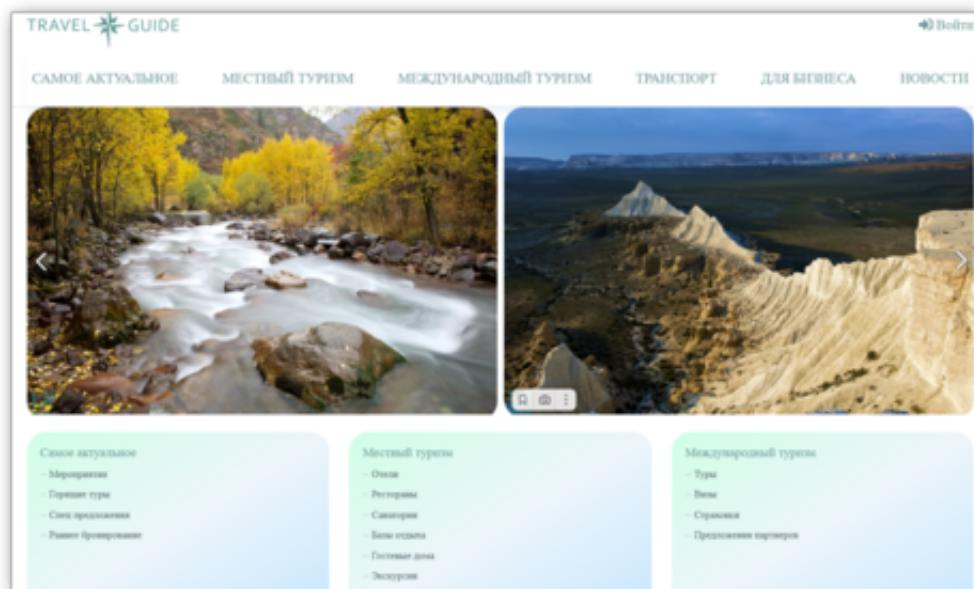 TRAVEL GUIDE
Войти
САМОЕ АКТУАЛЬНОЕ МЕСТНЫЙ ТУРИЗМ МЕЖДУНАРОДНЫЙ ТУРИЗМ ТРАНСПОРТ ДЛЯ БИЗНЕСА НОВОСТИ
Самое актуальное
– Мероприятия
– Горящие туры
– Спец предложения
– Раннее бронирование
Местный туризм
– Отели
– Рестораны
– Санатории
– Базы отдыха
– Гостевые дома
– Экскурсии
Международный туризм
– Туры
– Визы
– Страховки
– Предложения партнеров